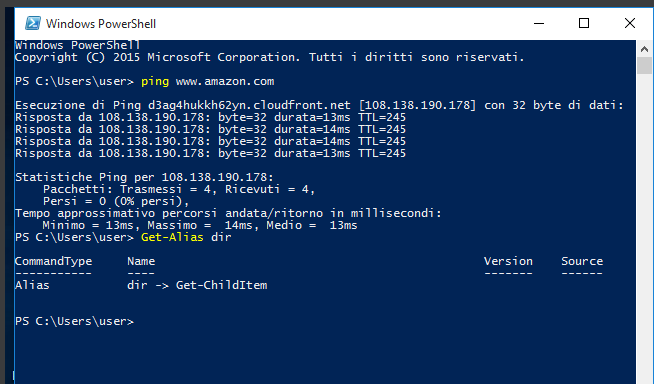 Windows PowerShell
Windows PowerShell
Copyright (C) 2015 Microsoft Corporation. Tutti i diritti sono riservati.
PS C:\Users\user> ping www.amazon.com
Esecuzione di Ping d3ag4hukkh62yn.cloudfront.net [108.138.190.178] con 32 byte di dati:
Risposta da 108.138.190.178: byte=32 durata=13ms TTL=245
Risposta da 108.138.190.178: byte=32 durata=14ms TTL=245
Risposta da 108.138.190.178: byte=32 durata=14ms TTL=245
Risposta da 108.138.190.178: byte=32 durata=13ms TTL=245
Statistiche Ping per 108.138.190.178:
    Pacchetti: Trasmessi = 4, Ricevuti = 4,
    Persi = 0 (0% persi),
Tempo approssimativo percorsi andata/ritorno in millisecondi:
    Minimo = 13ms, Massimo =  14ms, Medio =  13ms
PS C:\Users\user> Get-Alias dir
CommandType     Name                                               Version    Source
-----------     ----                                               -------    ------
Alias           dir -> Get-ChildItem
PS C:\Users\user>